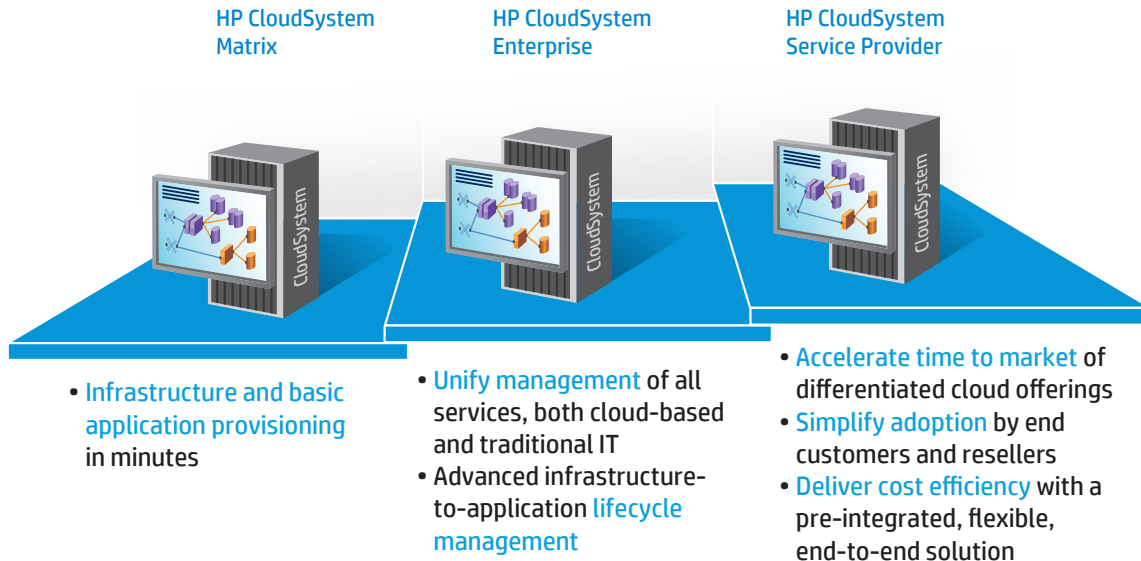 HP CloudSystem
Matrix
HP CloudSystem
Enterprise
HP CloudSystem
Service Provider
CloudSystem
CloudSystem
CloudSystem
• Infrastructure and basic
application provisioning
in minutes
• Unify management of all
services, both cloud-based
and traditional IT
• Advanced infrastructure-
to-application lifecycle
management
• Accelerate time to market of
differentiated cloud offerings
• Simplify adoption by end
customers and resellers
• Deliver cost efficiency with a
pre-integrated, flexible,
end-to-end solution